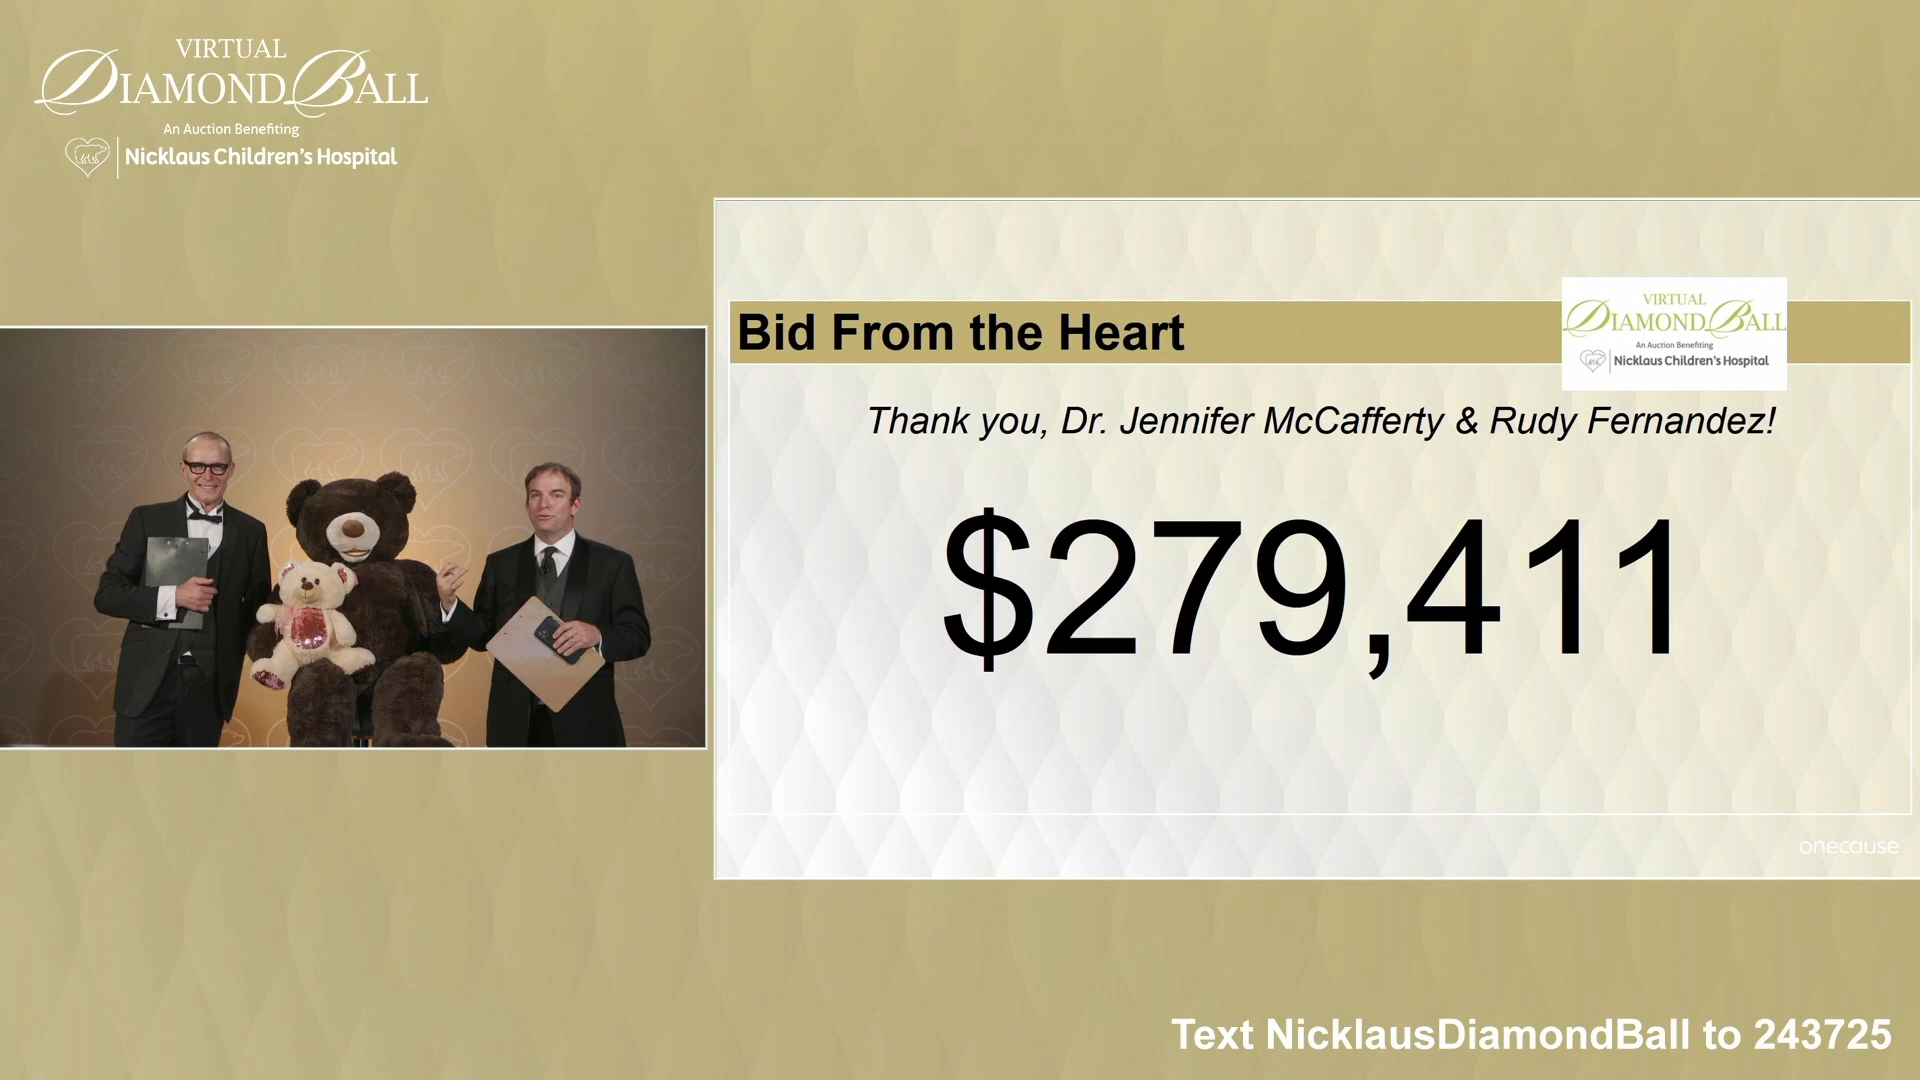 VIRTUAL
DIAMOND BALL
An Auction Benefiting
Nicklaus Children's Hospital
Bid From the Heart
VIRTUAL
DIAMOND BALL
An Auction Benefiting
Nicklaus Children's Hospital
Thank you, Dr. Jennifer McCafferty & Rudy Fernandez!
$279,411
onecause
Text NicklausDiamondBall to 243725